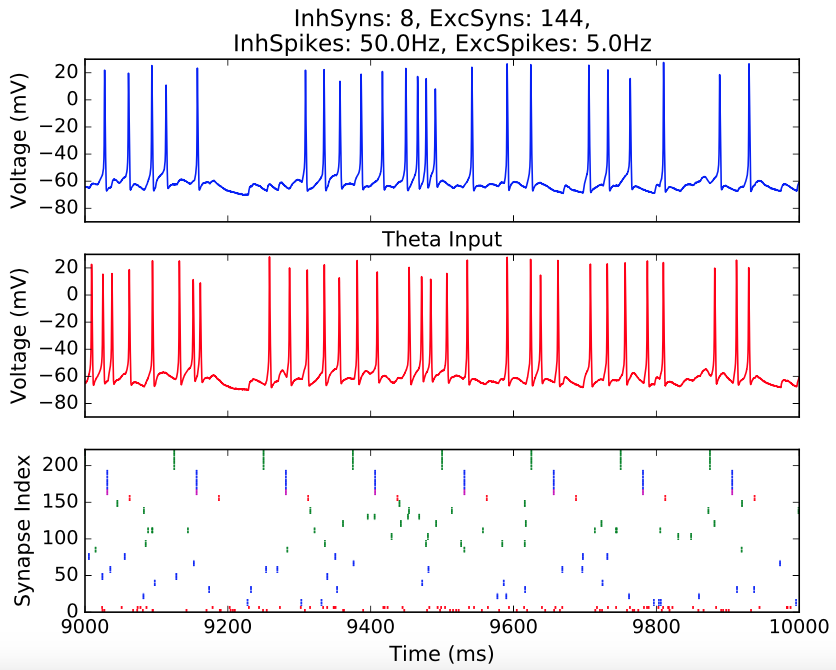 InhSyns: 8, ExcSyns: 144,
InhSpikes: 50.0Hz, ExcSpikes: 5.0Hz
Voltage (mV)
20
0
−20
−40
−60
−80
Theta Input
Voltage (mV)
20
0
−20
−40
−60
−80
Synapse Index
200
150
100
50
0
9000 9200 9400 9600 9800 10000
Time (ms)